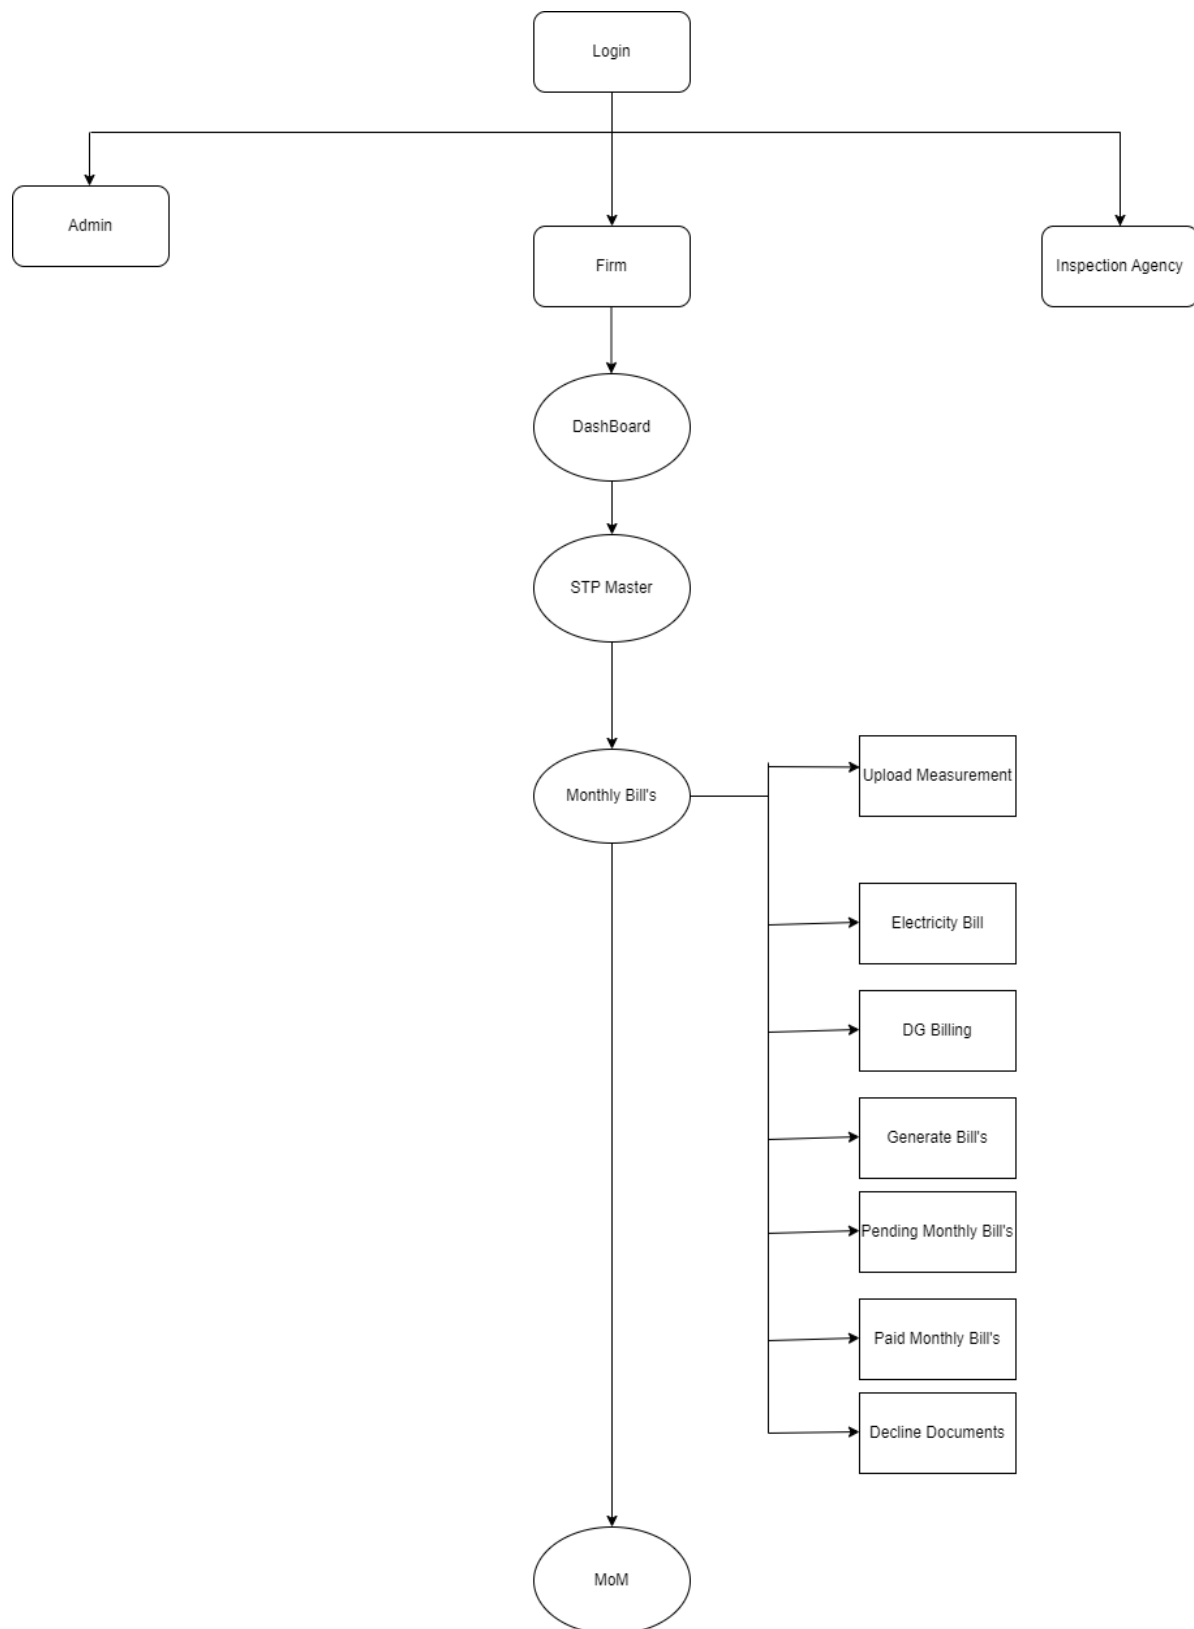 Login
Admin
Firm
Inspection Agency
DashBoard
STP Master
Monthly Bill's
Upload Measurement
Electricity Bill
DG Billing
Generate Bill's
Pending Monthly Bill's
Paid Monthly Bill's
Decline Documents
MoM